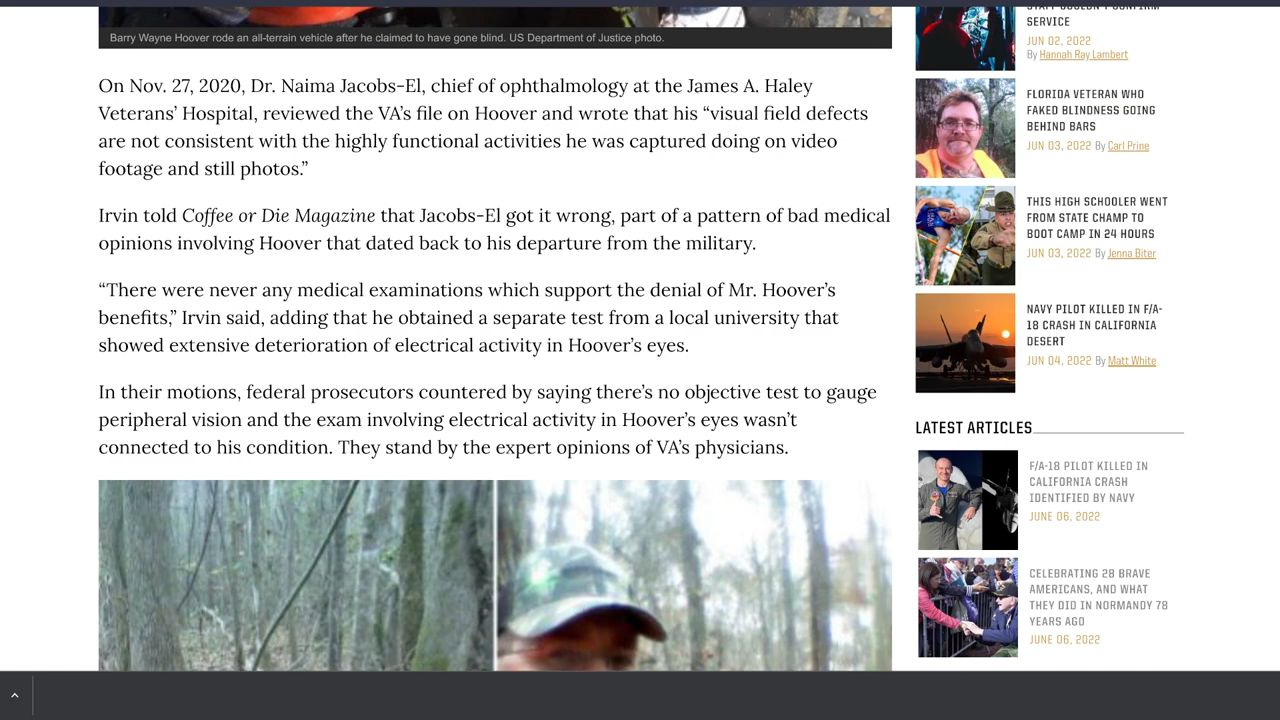 Barry Wayne Hoover rode an all-terrain vehicle after he claimed to have gone blind. US Department of Justice photo.
On Nov. 27, 2020, Dr. Naima Jacobs-El, chief of ophthalmology at the James A. Haley
Veterans’ Hospital, reviewed the VA’s file on Hoover and wrote that his “visual field defects
are not consistent with the highly functional activities he was captured doing on video
footage and still photos.”
Irvin told Coffee or Die Magazine that Jacobs-El got it wrong, part of a pattern of bad medical
opinions involving Hoover that dated back to his departure from the military.
“There were never any medical examinations which support the denial of Mr. Hoover’s
benefits,” Irvin said, adding that he obtained a separate test from a local university that
showed extensive deterioration of electrical activity in Hoover’s eyes.
In their motions, federal prosecutors countered by saying there’s no objective test to gauge
peripheral vision and the exam involving electrical activity in Hoover’s eyes wasn’t
connected to his condition. They stand by the expert opinions of VA’s physicians.
STAFF COULDN'T CONFIRM
SERVICE
JUN 02, 2022
By Hannah Ray Lambert
FLORIDA VETERAN WHO
FAKED BLINDNESS GOING
BEHIND BARS
JUN 03, 2022 By Carl Prine
THIS HIGH SCHOOLER WENT
FROM STATE CHAMP TO
BOOT CAMP IN 24 HOURS
JUN 03, 2022 By Jenna Biter
NAVY PILOT KILLED IN F/A-
18 CRASH IN CALIFORNIA
DESERT
JUN 04, 2022 By Matt White
LATEST ARTICLES
F/A-18 PILOT KILLED IN
CALIFORNIA CRASH
IDENTIFIED BY NAVY
JUNE 06, 2022
CELEBRATING 28 BRAVE
AMERICANS, AND WHAT
THEY DID IN NORMANDY 78
YEARS AGO
JUNE 06, 2022